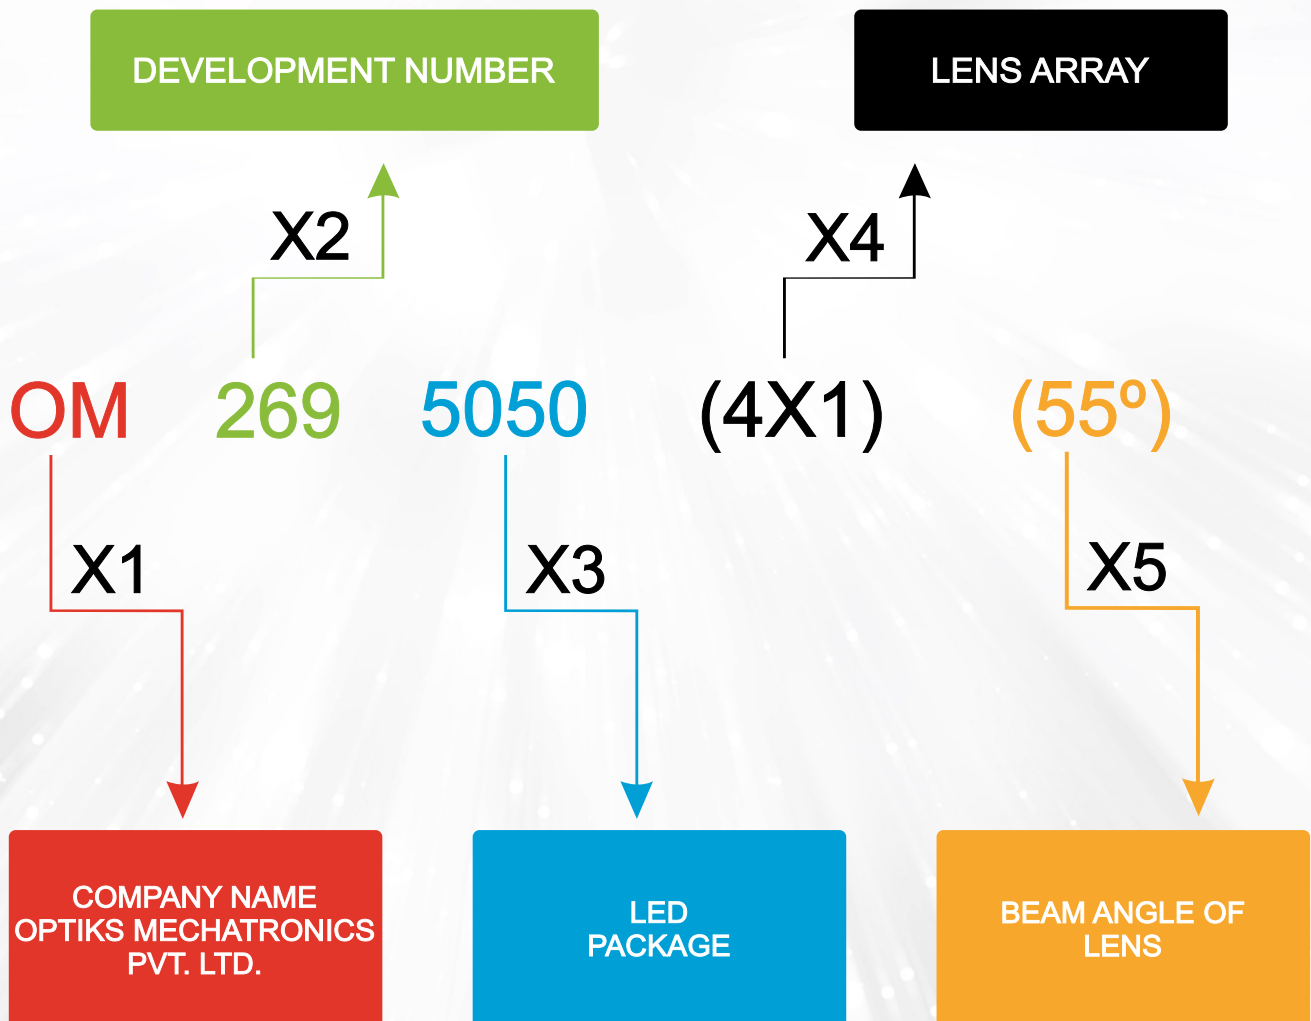 DEVELOPMENT NUMBER
LENS ARRAY
X2
X4
OM 269 5050 (4X1) (55º)
X1
X3
X5
COMPANY NAME
OPTIKS MECHATRONICS
PVT. LTD.
LED
PACKAGE
BEAM ANGLE OF
LENS